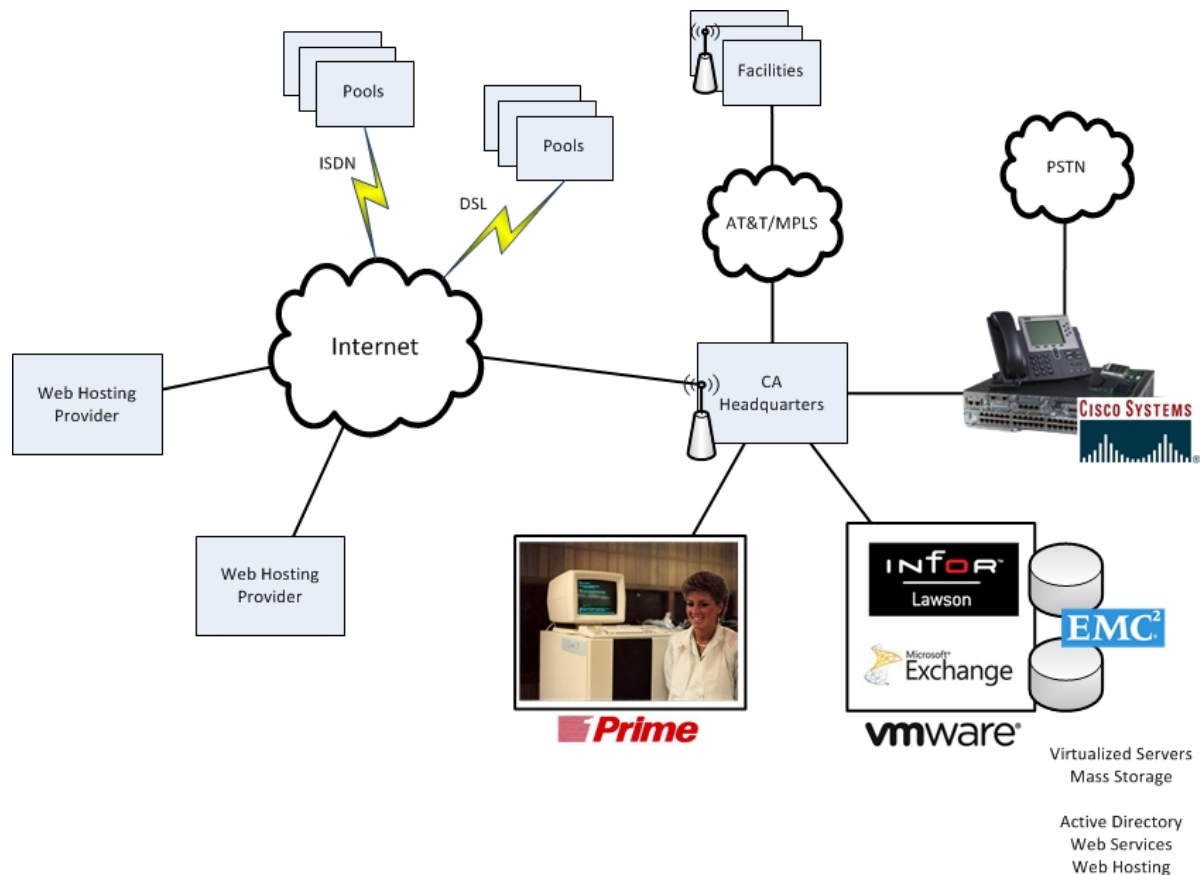 Pools
ISDN
Pools
DSL
Facilities
AT&T/MPLS
PSTN
Internet
Web Hosting
Provider
CA
Headquarters
CISCO SYSTEMS
®
Web Hosting
Provider
infor™
Lawson
EMC²
Microsoft®
Exchange
Prime
vmware®
Virtualized Servers
Mass Storage
Active Directory
Web Services
Web Hosting